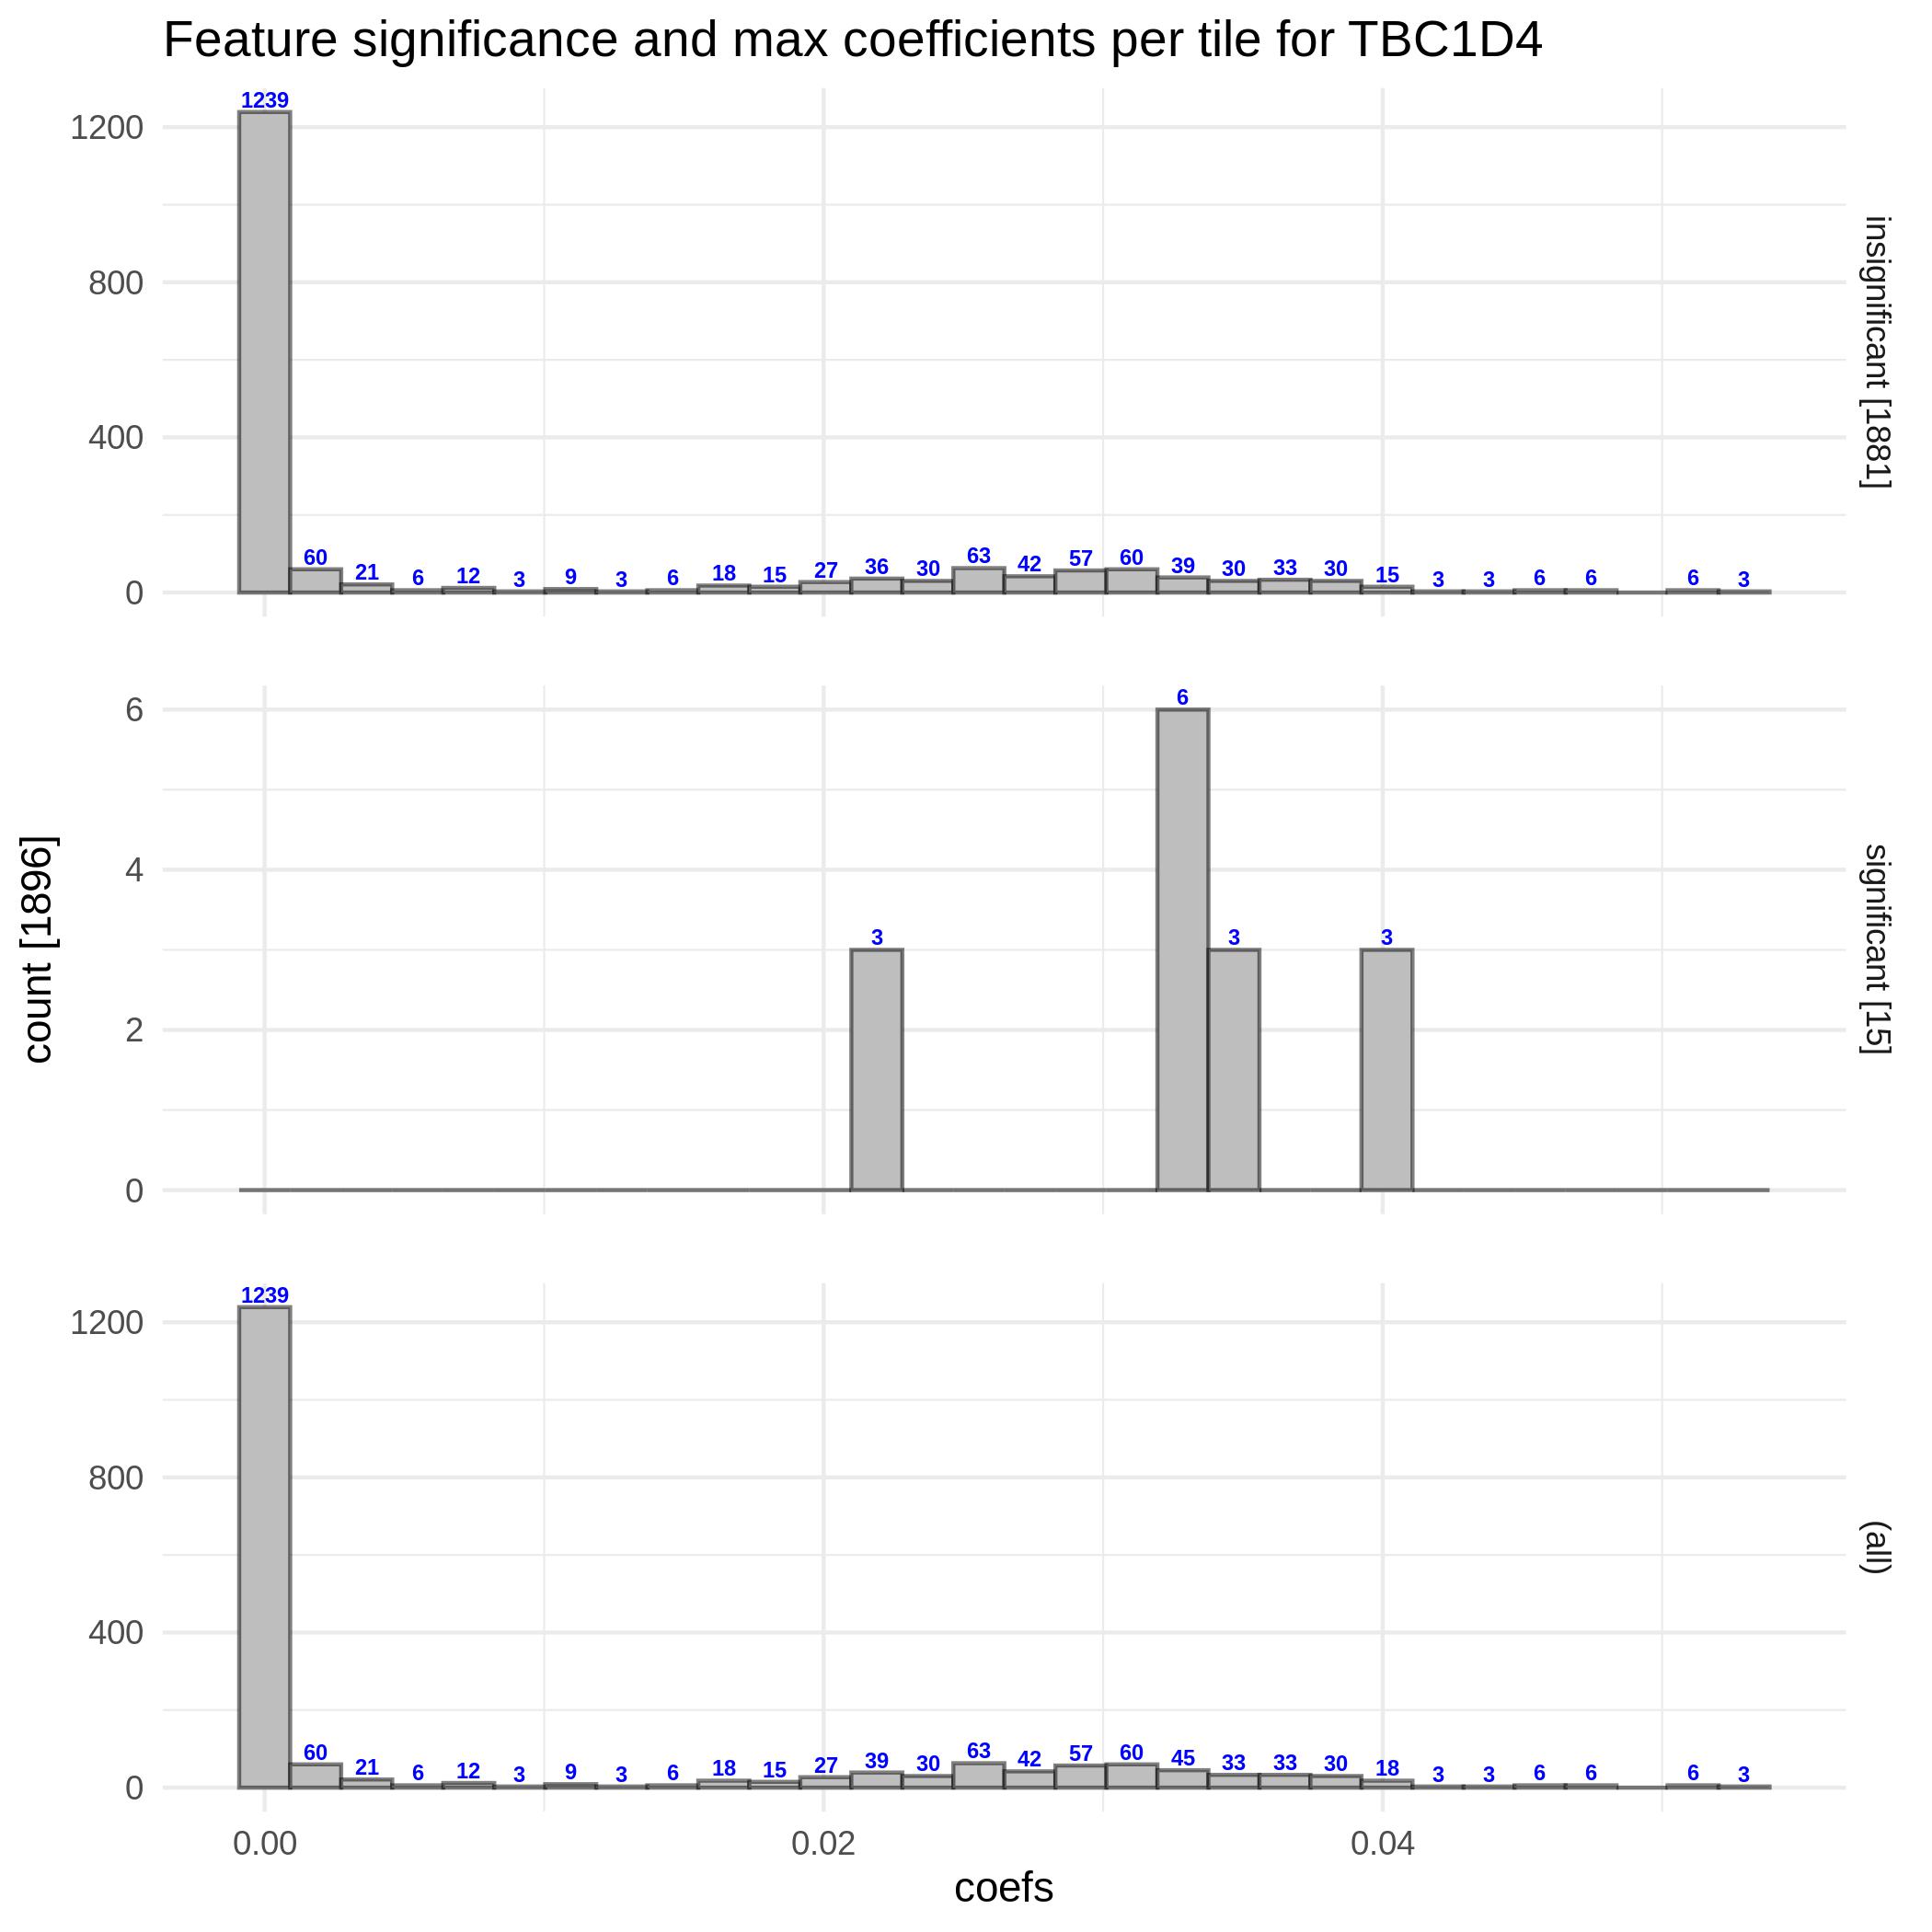 Feature significance and max coefficients per tile for TBC1D4
1239
1200
800
400
0
60 21 6 12 3 9 3 6 18 15 27 36 30 63 42 57 60 39 30 33 30 15 3 3 6 6 6 3
insignificant [1881]
6
4
2
0
3 6 3 3
significant [15]
count [1896]
1239
1200
800
400
0
60 21 6 12 3 9 3 6 18 15 27 39 30 63 42 57 60 45 33 33 30 18 3 3 6 6 6 3
(all)
0.00 0.02 0.04
coefs